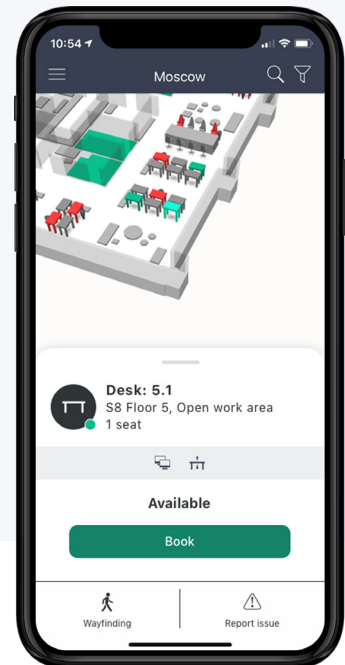 10:54
Moscow
Desk: 5.1
S8 Floor 5, Open work area
1 seat
Available
Book
Wayfinding
Report issue